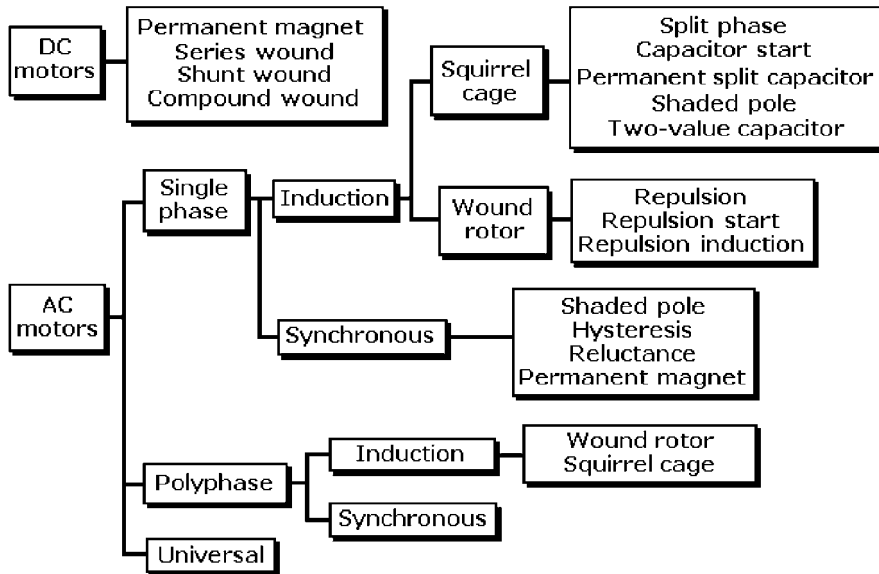 DC
motors
Permanent magnet
Series wound
Shunt wound
Compound wound
Squirrel
cage
Split phase
Capacitor start
Permanent split capacitor
Shaded pole
Two-value capacitor
Single
phase
Induction
Wound
rotor
Repulsion
Repulsion start
Repulsion induction
AC
motors
Synchronous
Shaded pole
Hysteresis
Reluctance
Permanent magnet
Polyphase
Induction
Wound rotor
Squirrel cage
Synchronous
Universal